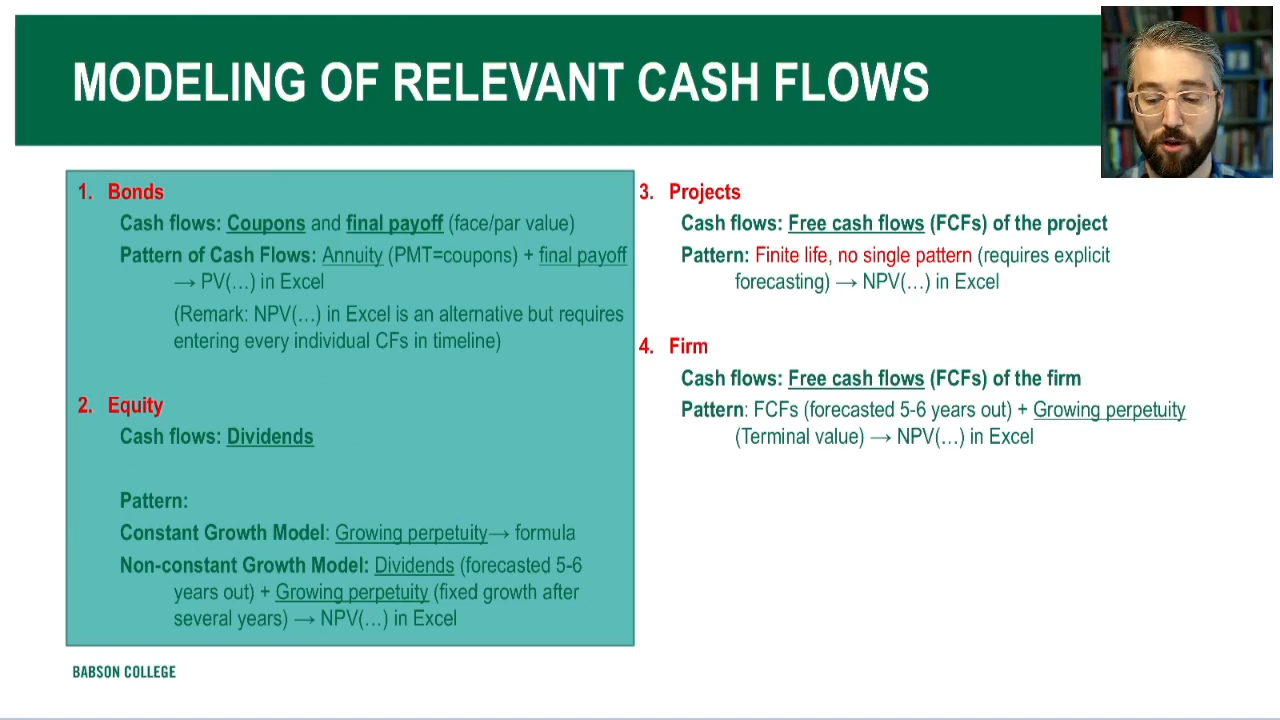 MODELING OF RELEVANT CASH FLOWS
1. Bonds
Cash flows: Coupons and final payoff (face/par value)
Pattern of Cash Flows: Annuity (PMT=coupons) + final payoff
→ PV(…) in Excel
(Remark: NPV(…) in Excel is an alternative but requires
entering every individual CFs in timeline)
2. Equity
Cash flows: Dividends
Pattern:
Constant Growth Model: Growing perpetuity→ formula
Non-constant Growth Model: Dividends (forecasted 5-6
years out) + Growing perpetuity (fixed growth after
several years) → NPV(…) in Excel
3. Projects
Cash flows: Free cash flows (FCFs) of the project
Pattern: Finite life, no single pattern (requires explicit
forecasting) → NPV(…) in Excel
4. Firm
Cash flows: Free cash flows (FCFs) of the firm
Pattern: FCFs (forecasted 5-6 years out) + Growing perpetuity
(Terminal value) → NPV(…) in Excel
BABSON COLLEGE